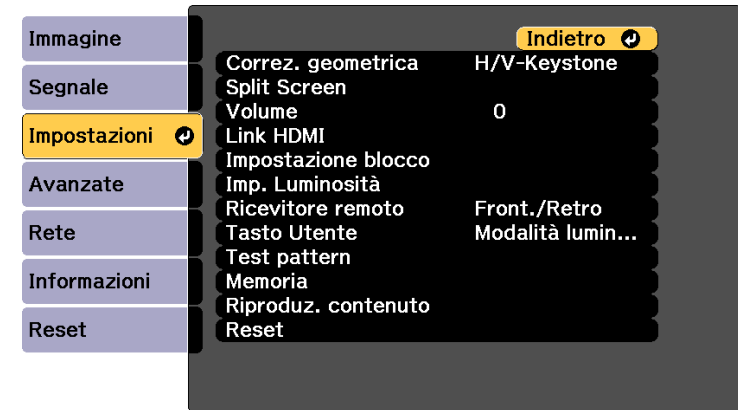 Immagine
Segnale
Impostazioni
Avanzate
Rete
Informazioni
Reset
Indietro
Correz. geometrica H/V-Keystone
Split Screen
Volume 0
Link HDMI
Impostazione blocco
Imp. Luminosità
Ricevitore remoto Front./Retro
Tasto Utente Modalità lumin...
Test pattern
Memoria
Riproduz. contenuto
Reset